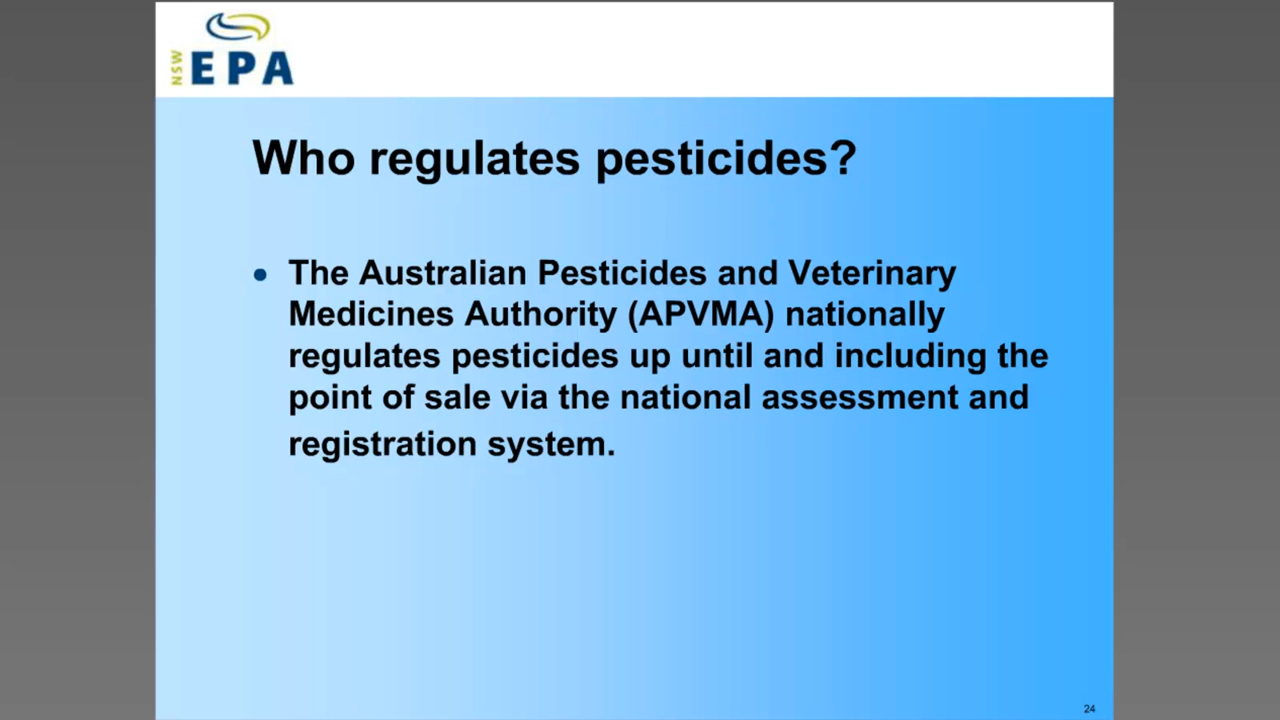 NSW EPA
Who regulates pesticides?
• The Australian Pesticides and Veterinary
Medicines Authority (APVMA) nationally
regulates pesticides up until and including the
point of sale via the national assessment and
registration system.
24